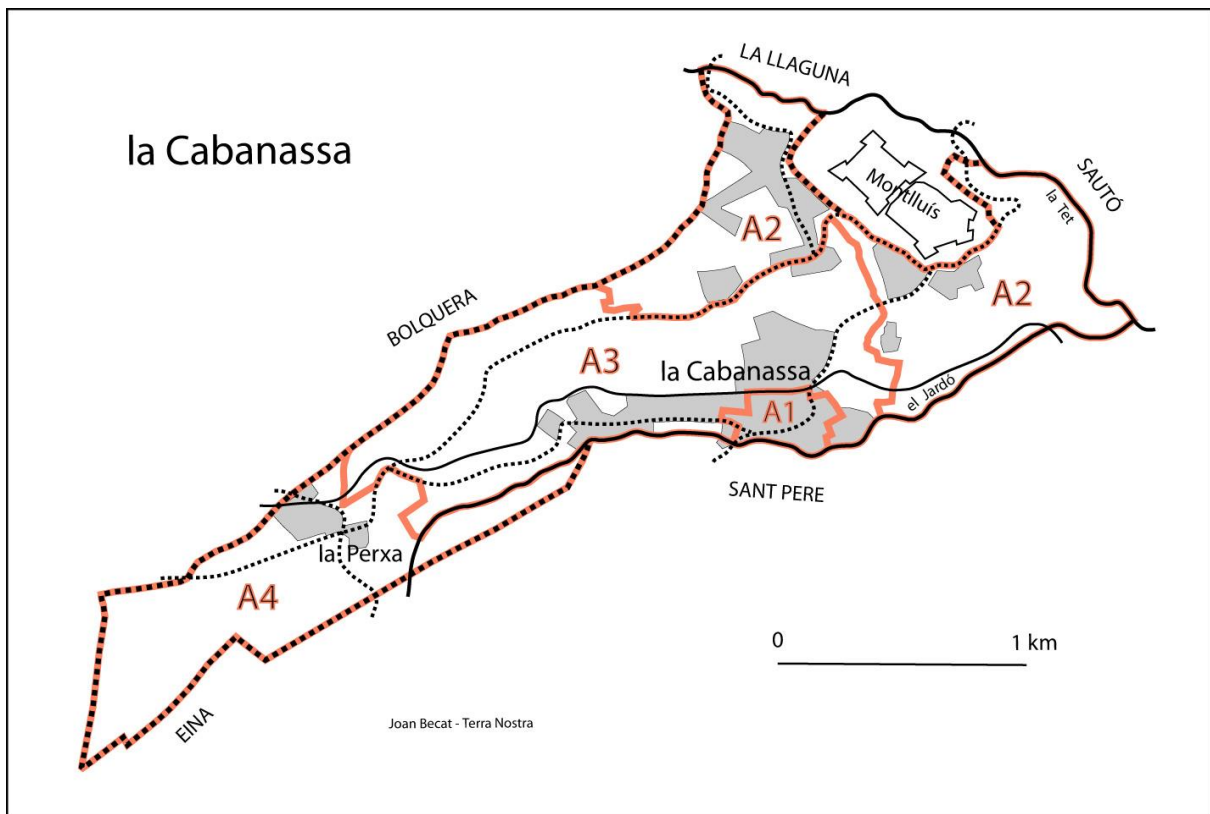 LA LLAGUNA
la Cabanassa
Montlluís
SAUTÓ
la Tet
A2
A2
BOLQUERA
A3
la Cabanassa
el Jardó
A1
SANT PERE
la Perxa
A4
0
1 km
EINA
Joan Becat - Terra Nostra